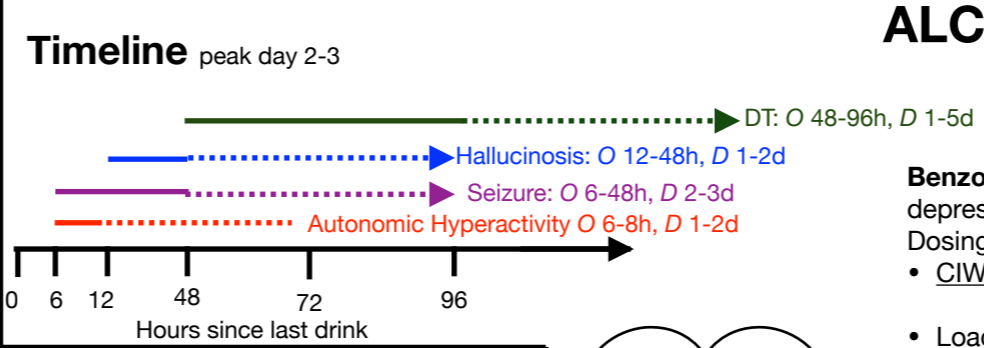 ALC
Timeline peak day 2-3
DT: O 48-96h, D 1-5d
Hallucinosis: O 12-48h, D 1-2d
Seizure: O 6-48h, D 2-3d
Autonomic Hyperactivity O 6-8h, D 1-2d
0 6 12 48 72 96
Hours since last drink
Benzo
depres
Dosing
• CIW
• Load